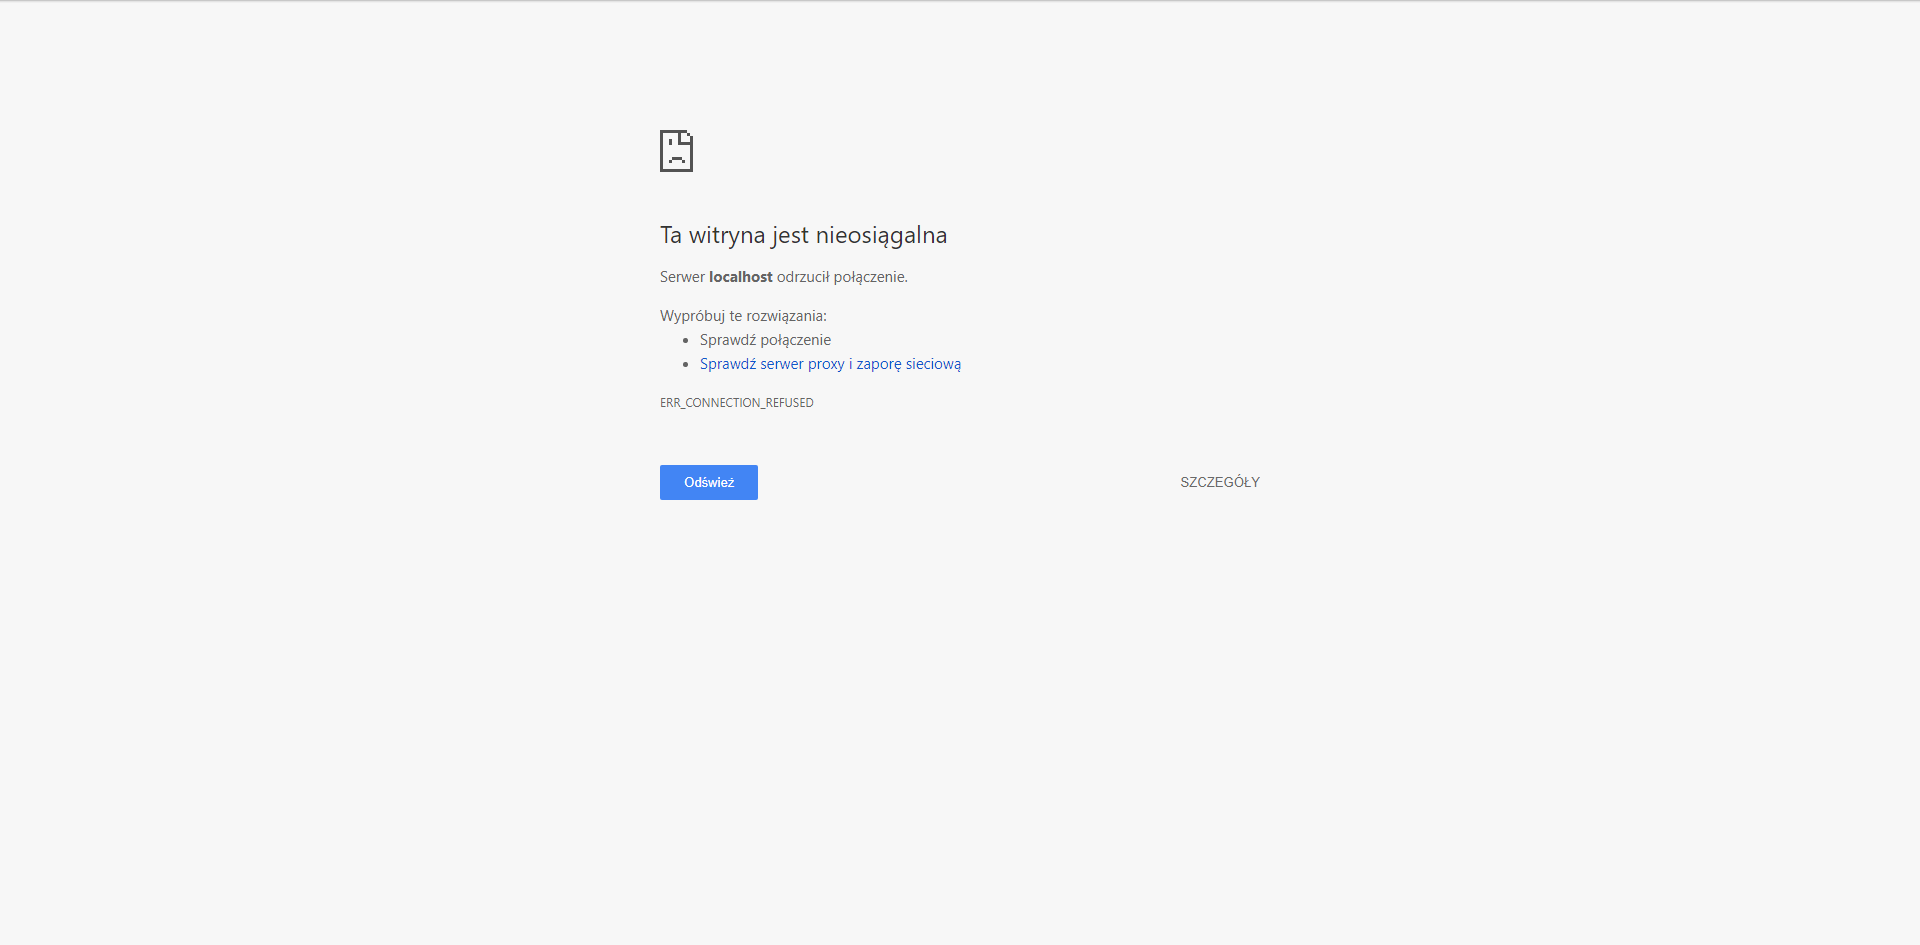 Ta witryna jest nieosiągalna
Serwer localhost odrzucił połączenie.
Wypróbuj te rozwiązania:
Sprawdź połączenie
Sprawdź serwer proxy i zaporę sieciową
ERR_CONNECTION_REFUSED
Odśwież
SZCZEGÓŁY